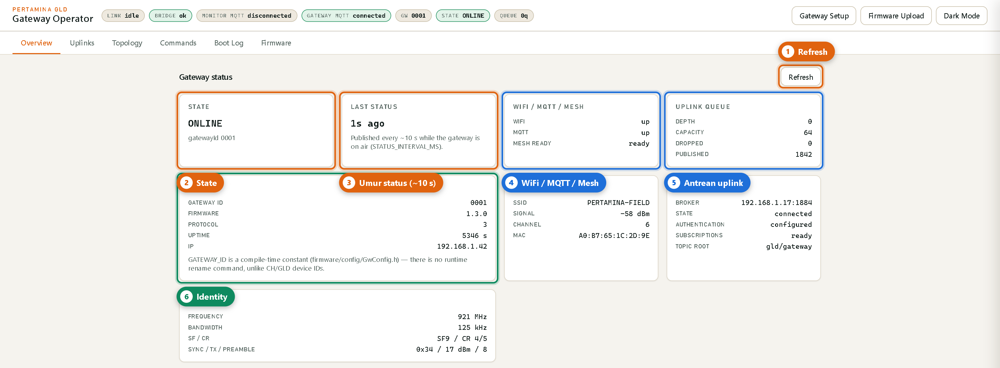 PERTAMINA GLD
Gateway Operator
LINK idle
BRIDGE ok
MONITOR MQTT disconnected
GATEWAY MQTT connected
GW 0001
STATE ONLINE
QUEUE 0q
Gateway Setup
Firmware Upload
Dark Mode
Overview
Uplinks
Topology
Commands
Boot Log
Firmware
1 Refresh
Gateway status
Refresh
STATE
ONLINE
gatewayId 0001
LAST STATUS
1s ago
Published every ~10 s while the gateway is
on air (STATUS_INTERVAL_MS).
WIFI / MQTT / MESH
WIFI up
MQTT up
MESH READY ready
UPLINK QUEUE
DEPTH 0
CAPACITY 64
DROPPED 0
PUBLISHED 1842
2 State
3 Umur status (~10 s)
GATEWAY ID 0001
FIRMWARE 1.3.0
PROTOCOL 3
UPTIME 5346 s
IP 192.168.1.42
GATEWAY_ID is a compile-time constant (firmware/config/GwConfig.h) — there is no runtime
rename command, unlike CH/GLD device IDs.
4 WiFi / MQTT / Mesh
SSID PERTAMINA-FIELD
SIGNAL -58 dBm
CHANNEL 6
MAC A0:B7:65:1C:2D:9E
5 Antrean uplink
BROKER 192.168.1.17:1884
STATE connected
AUTHENTICATION configured
SUBSCRIPTIONS ready
TOPIC ROOT gld/gateway
6 Identity
FREQUENCY 921 MHz
BANDWIDTH 125 kHz
SF / CR SF9 / CR 4/5
SYNC / TX / PREAMBLE 0x34 / 17 dBm / 8